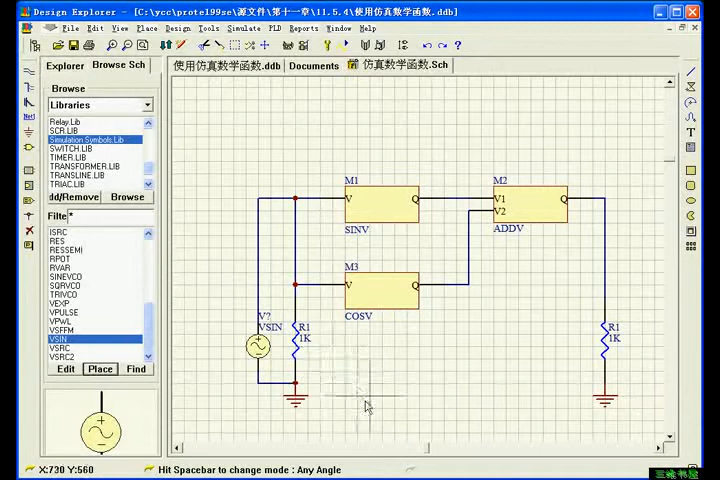 Design Explorer - [C:\ycc\protel99se\源文件\第十一章\11.5.4\使用仿真数学函数.ddb]
File Edit View Place Design Tools Simulate PLD Reports Window Help
Explorer Browse Sch
使用仿真数学函数.ddb Documents 仿真数学函数.Sch
Browse
Libraries
Relay.Lib
SCR.LIB
Simulation Symbols.Lib
SWITCH.LIB
TIMER.LIB
TRANSFORMER.LIB
TRANSLINE.LIB
TRIAC.LIB
dd/Remove Browse
Filte *
ISRC
RES
RESSEMI
RPOT
RVAR
SINEVCO
SQRVCO
TRIVCO
VEXP
VPULSE
VPWL
VSFFM
VSIN
VSRC
VSRC2
Edit Place Find
M1
V Q
SINV
M2
V1 Q
V2
ADDV
M3
V Q
COSV
V?
VSIN
R1
1K
R1
1K
X:730 Y:560 Hit Spacebar to change mode : Any Angle